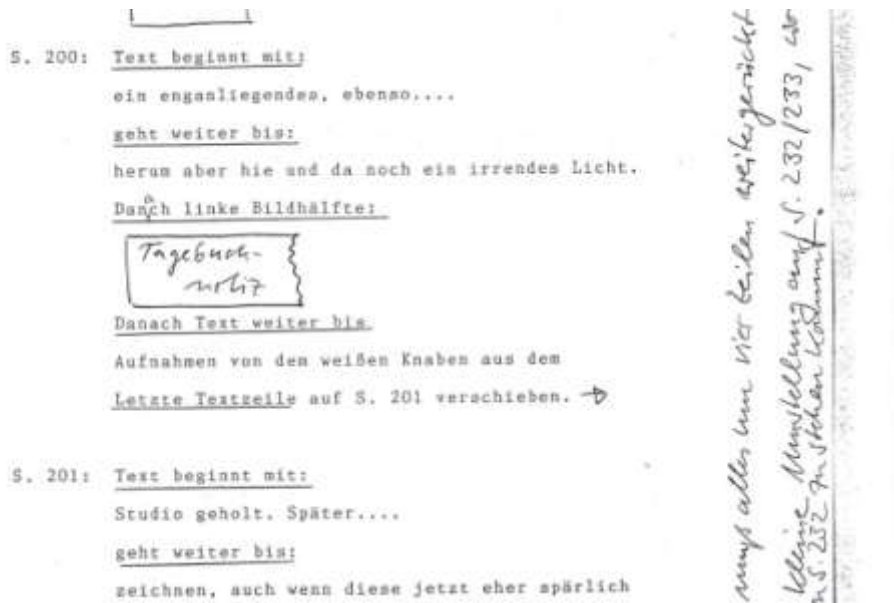 S. 200: Text beginnt mit:
ein enganliegendes, ebenso....
geht weiter bis:
herum aber hie und da noch ein irrendes Licht.
Danach linke Bildhälfte:
Tagebuch-
notiz
Danach Text weiter bis
Aufnahmen von dem weißen Knaben aus dem
Letzte Textzeile auf S. 201 verschieben. →
S. 201: Text beginnt mit:
Studio geholt. Später....
geht weiter bis:
zeichnen, auch wenn diese jetzt eher spärlich
muß alles um vier Zeilen weitergerückt
kleine Umstellung auf S. 232/233, wo
S. 232 zu stehen kommt.